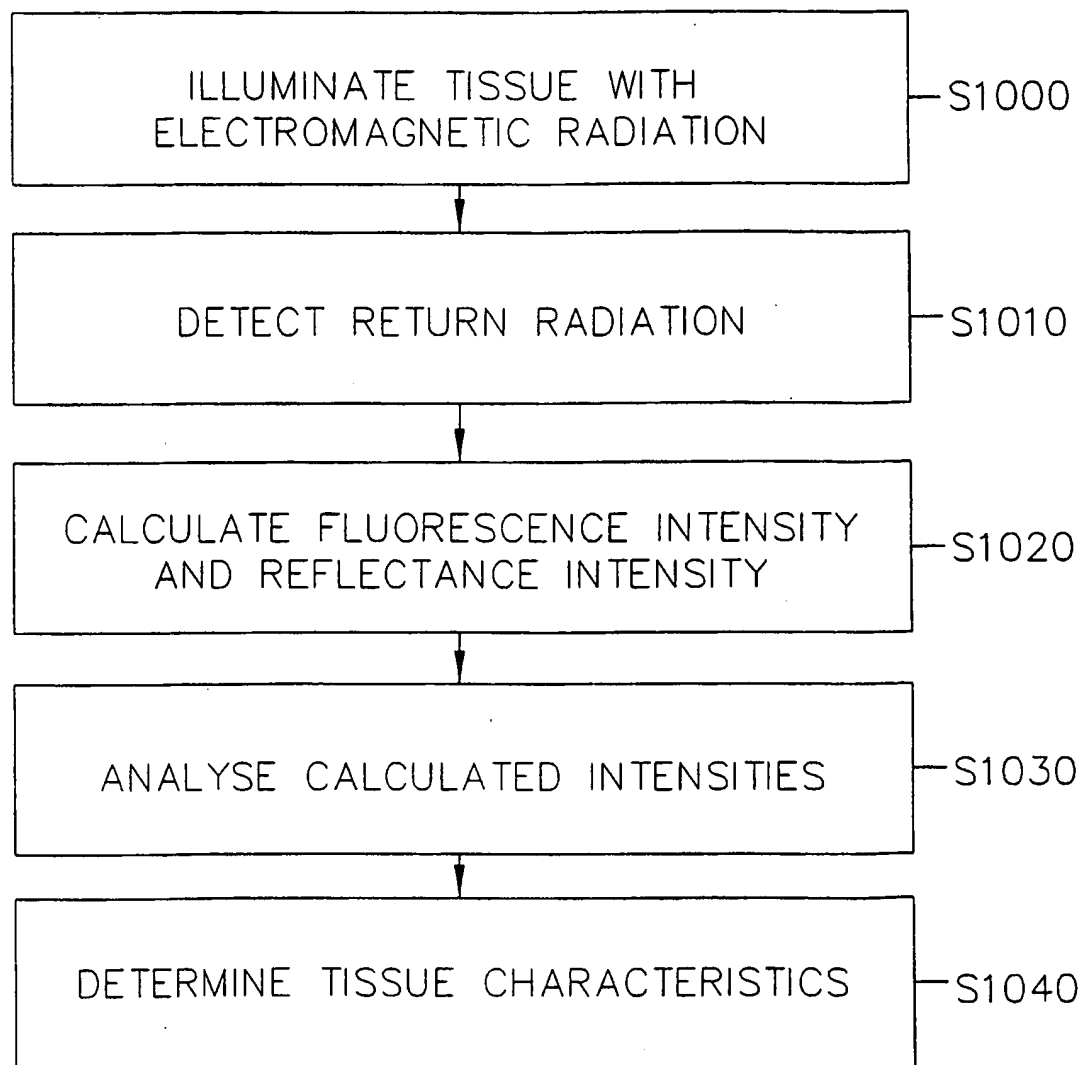 ILLUMINATE TISSUE WITH
ELECTROMAGNETIC RADIATION
S1000
DETECT RETURN RADIATION
S1010
CALCULATE FLUORESCENCE INTENSITY
AND REFLECTANCE INTENSITY
S1020
ANALYSE CALCULATED INTENSITIES
S1030
DETERMINE TISSUE CHARACTERISTICS
S1040